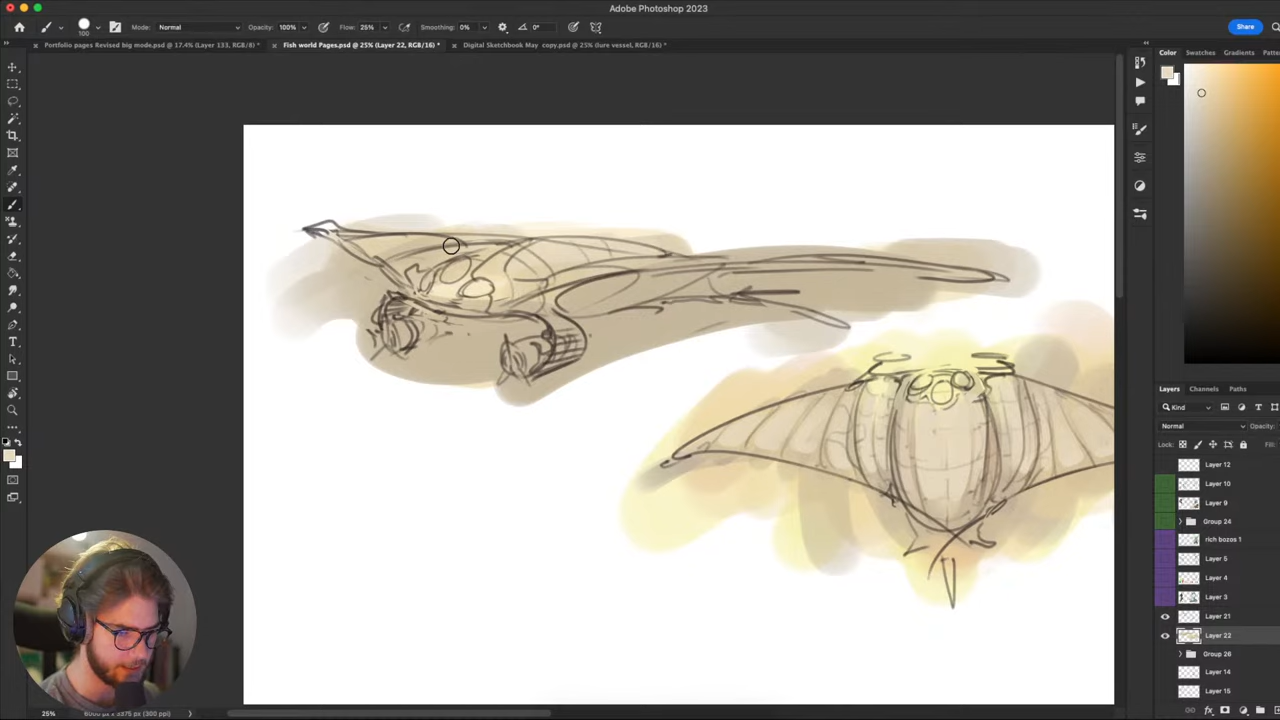 Adobe Photoshop 2023
100 Mode: Normal Opacity: 100% Flow: 25% Smoothing: 0% 0° Share
× Portfolio pages Revised big mode.psd @ 17.4% (Layer 133, RGB/8) * × Fish world Pages.psd @ 25% (Layer 22, RGB/16) * × Digital Sketchbook May copy.psd @ 25% (lure vessel, RGB/16) *
Color Swatches Gradients
Layers Channels Paths
Kind
Normal Opacity:
Lock:
Layer 12
Layer 10
Layer 9
Group 24
rich bozos 1
Layer 5
Layer 4
Layer 3
Layer 21
Layer 22
Group 26
Layer 14
Layer 15
25%